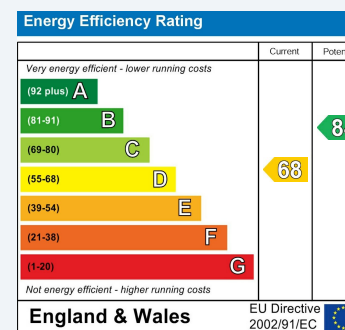 Energy Efficiency Rating
Current
Very energy efficient - lower running costs
(92 plus) A
(81-91) B
(69-80) C
(55-68) D
68
(39-54) E
(21-38) F
(1-20) G
Not energy efficient - higher running costs
England & Wales
EU Directive
2002/91/EC